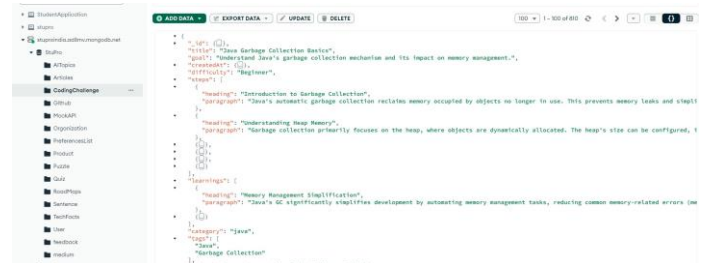 StudentApplication
stupro
stuproindia.ad8mv.mongodb.net
StuPro
AITopics
Articles
CodingChallenge
Github
MockAPI
Organization
PreferencesList
Product
Puzzle
Quiz
RoadMaps
Sentence
TechFacts
User
feedback
medium
ADD DATA
EXPORT DATA
UPDATE
DELETE
100
1 - 100 of 810
{
"_id": {},
"title": "Java Garbage Collection Basics",
"goal": "Understand Java's garbage collection mechanism and its impact on memory management.",
"createdAt": {},
"difficulty": "Beginner",
"steps": [
{
"heading": "Introduction to Garbage Collection",
"paragraph": "Java's automatic garbage collection reclaims memory occupied by objects no longer in use. This prevents memory leaks and simpli
},
{
"heading": "Understanding Heap Memory",
"paragraph": "Garbage collection primarily focuses on the heap, where objects are dynamically allocated. The heap's size can be configured, i
},
{},
{},
{},
{}
],
"learnings": [
{
"heading": "Memory Management Simplification",
"paragraph": "Java's GC significantly simplifies development by automating memory management tasks, reducing common memory-related errors (me
},
{}
],
"category": "java",
"tags": [
"Java",
"Garbage Collection"
],